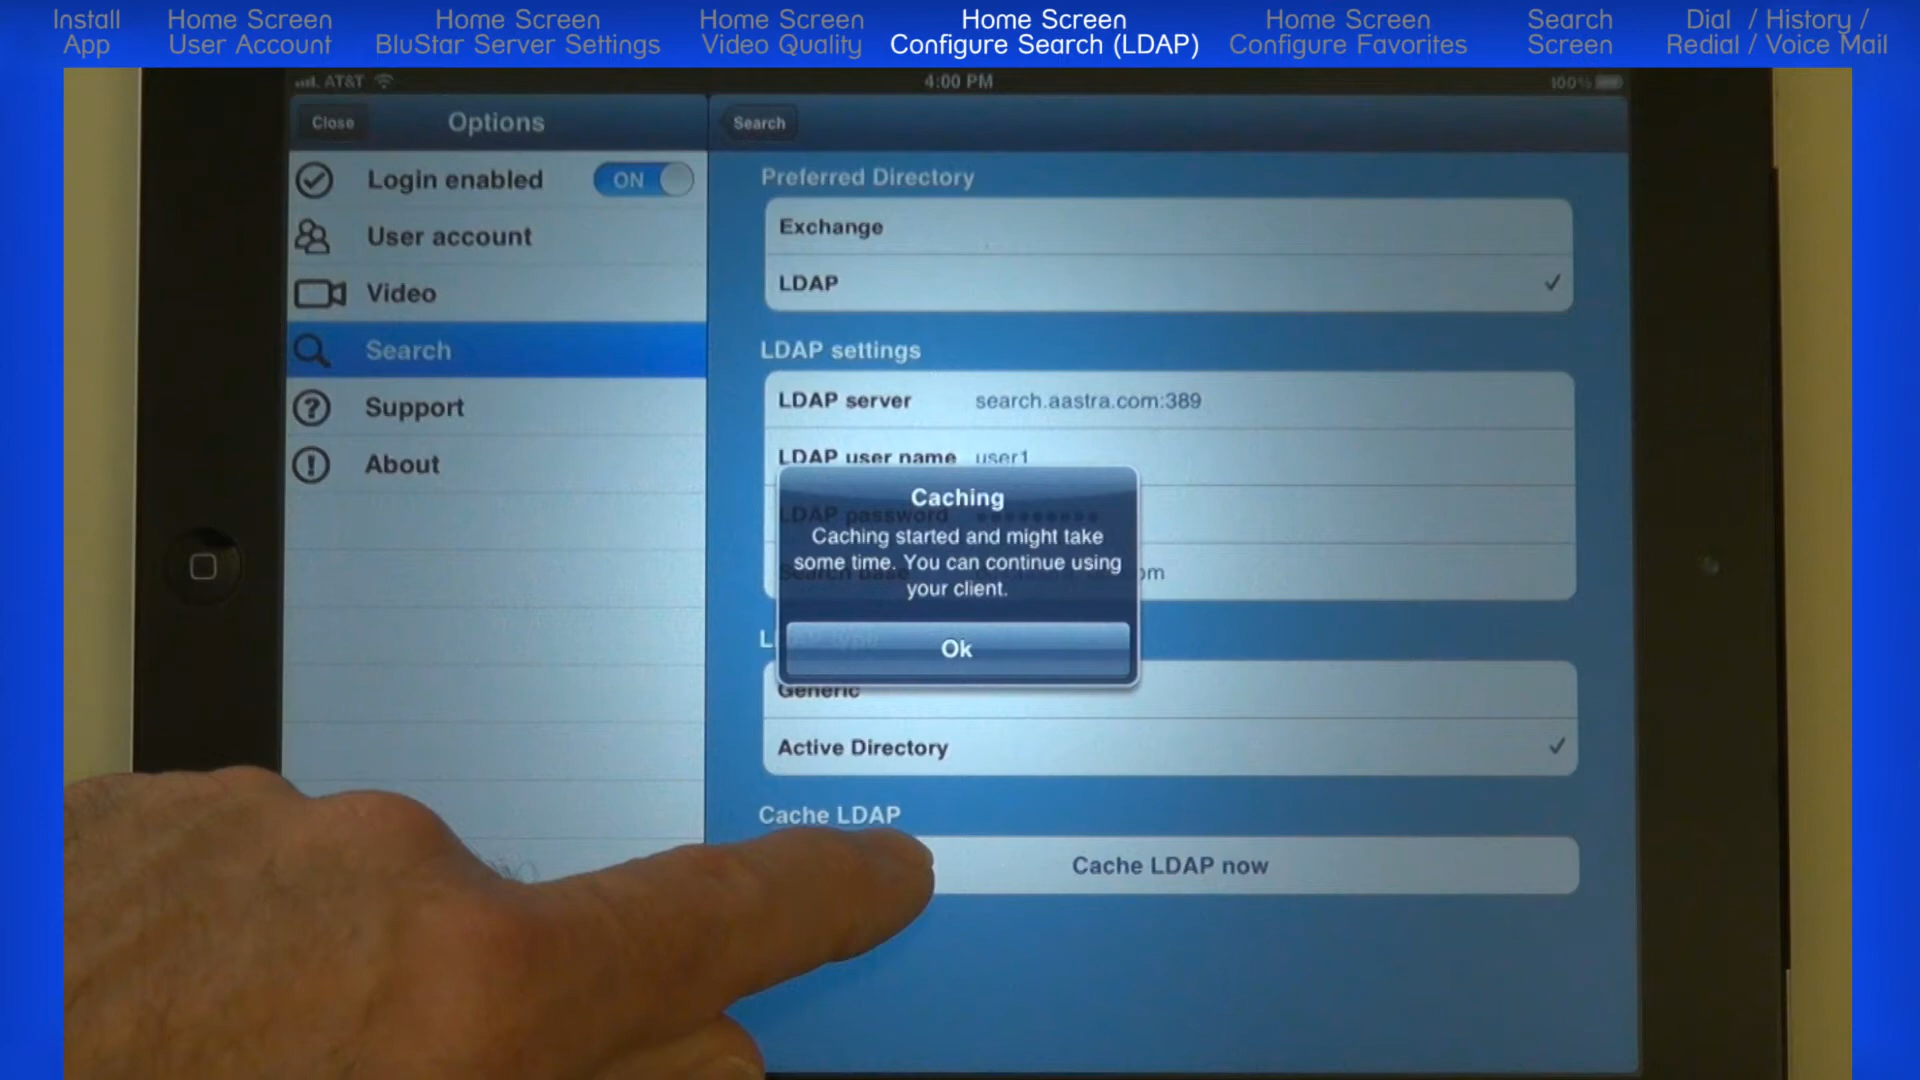 Install
App
Home Screen
User Account
Home Screen
BluStar Server Settings
Home Screen
Video Quality
Home Screen
Configure Search (LDAP)
Home Screen
Configure Favorites
Search
Screen
Dial / History /
Redial / Voice Mail
AT&T
4:00 PM
100%
Close
Options
Search
Login enabled
ON
User account
Video
Search
Support
About
Preferred Directory
Exchange
LDAP
LDAP settings
LDAP server search.aastra.com:389
LDAP user name user1
LDAP password
Search base
Caching
Caching started and might take
some time. You can continue using
your client.
Ok
Generic
Active Directory
Cache LDAP
Cache LDAP now